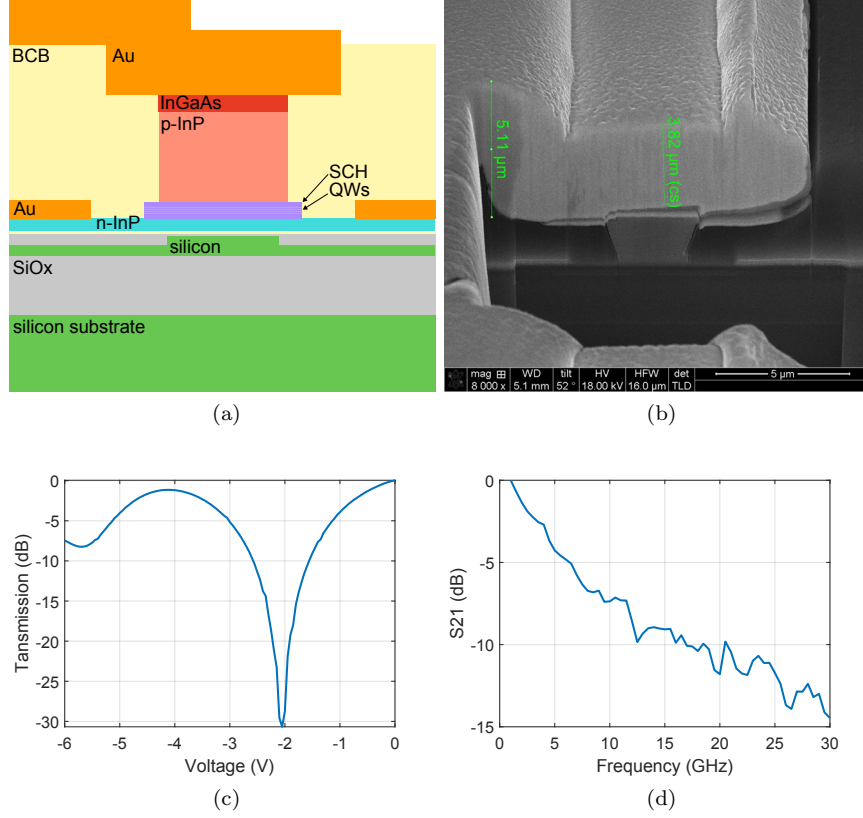 BCB
Au
InGaAs
p-InP
SCH
QWs
Au
n-InP
silicon
SiOx
silicon substrate
(a)
5.11 µm
3.82 µm (cs)
mag ⊞ WD tilt HV HFW det
8 000 x 5.1 mm 52 ° 18.00 kV 16.0 µm TLD
5 µm
(b)
0
-5
-10
-15
-20
-25
-30
Tansmission (dB)
-6 -5 -4 -3 -2 -1 0
Voltage (V)
(c)
0
-5
-10
-15
S21 (dB)
0 5 10 15 20 25 30
Frequency (GHz)
(d)